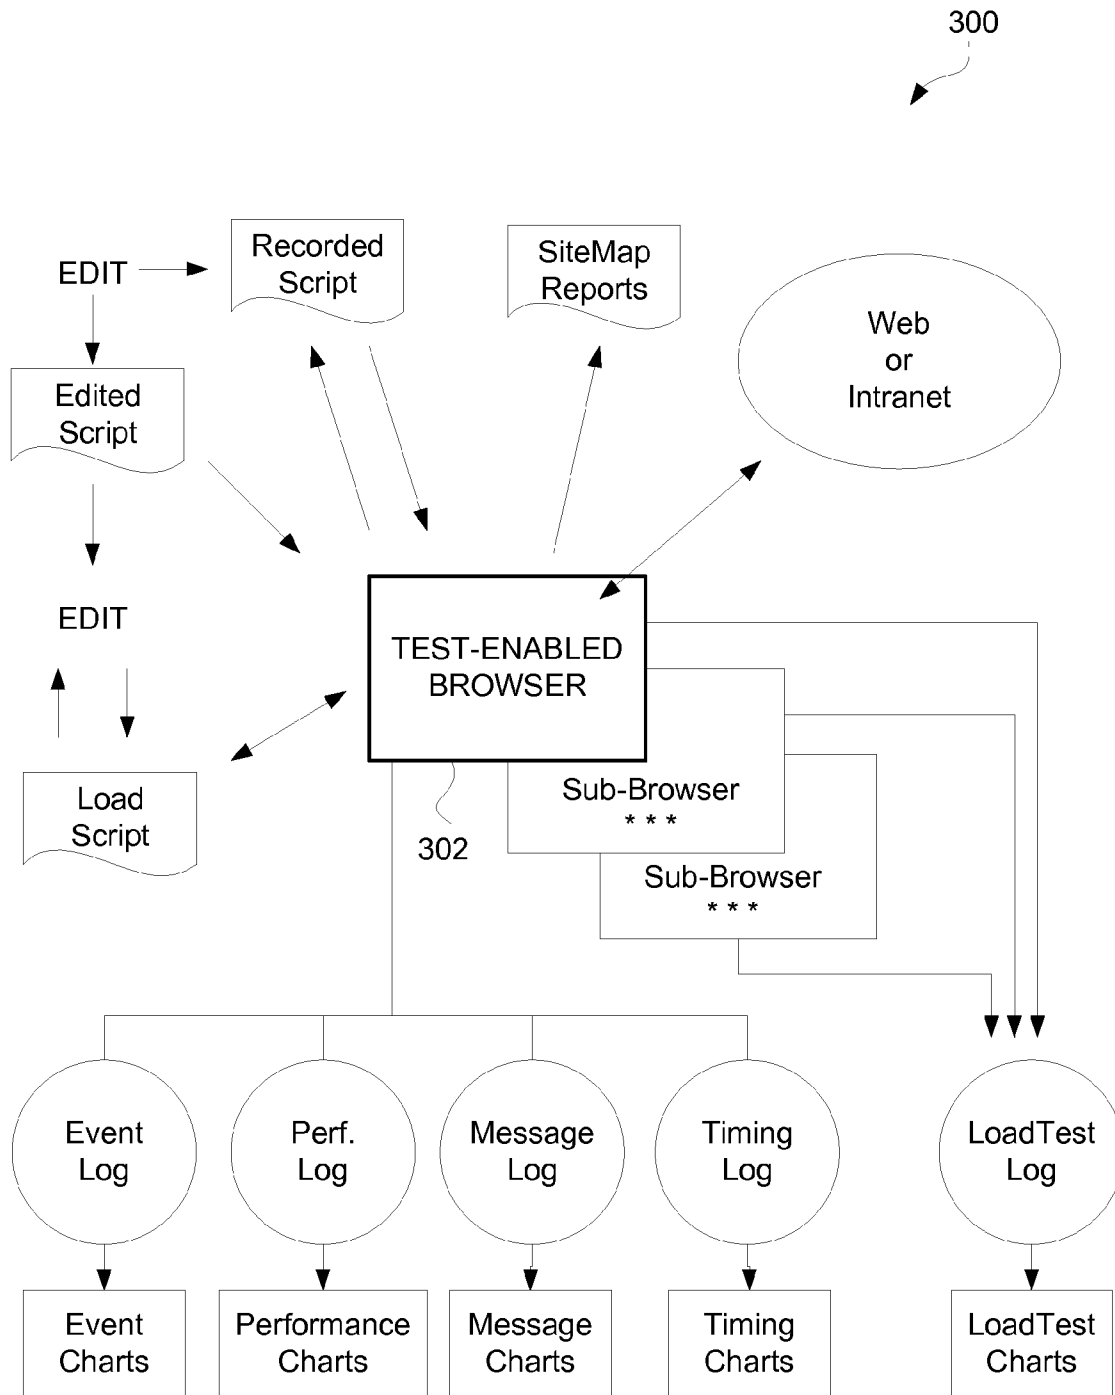 300
Recorded
Script
SiteMap
Reports
EDIT
Web
or
Intranet
Edited
Script
EDIT
TEST-ENABLED
BROWSER
Sub-Browser
* * *
Load
Script
302
Sub-Browser
* * *
Event
Log
Perf.
Log
Message
Log
Timing
Log
LoadTest
Log
Event
Charts
Performance
Charts
Message
Charts
Timing
Charts
LoadTest
Charts